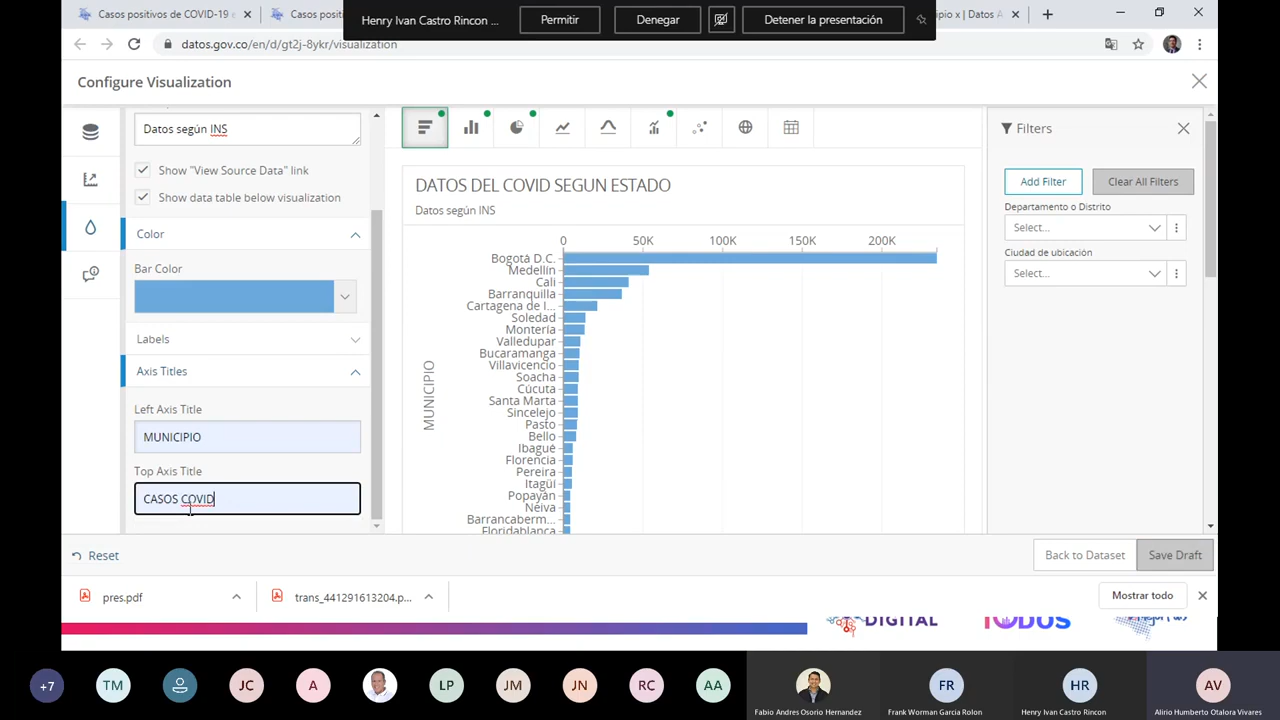 Casos positivos de COVID-19 e
Casos posit
Henry Ivan Castro Rincon ...
Permitir
Denegar
Detener la presentación
ipio x | Datos A
datos.gov.co/en/d/gt2j-8ykr/visualization
Configure Visualization
Datos según INS
Show "View Source Data" link
Show data table below visualization
Color
Bar Color
Labels
Axis Titles
Left Axis Title
MUNICIPIO
Top Axis Title
CASOS COVID
Reset
DATOS DEL COVID SEGUN ESTADO
Datos según INS
0
50K
100K
150K
200K
MUNICIPIO
Bogotá D.C.
Medellín
Cali
Barranquilla
Cartagena de I...
Soledad
Montería
Valledupar
Bucaramanga
Villavicencio
Soacha
Cúcuta
Santa Marta
Sincelejo
Pasto
Bello
Ibagué
Florencia
Pereira
Itagüí
Popayán
Neiva
Barrancaberm...
Floridablanca
Filters
Add Filter
Clear All Filters
Departamento o Distrito
Select...
Ciudad de ubicación
Select...
Back to Dataset
Save Draft
pres.pdf
trans_441291613204.p...
Mostrar todo
DIGITAL
TODOS
+7
TM
JC
A
LP
JM
JN
RC
AA
Fabio Andres Osorio Hernandez
FR
Frank Worman Garcia Rolon
HR
Henry Ivan Castro Rincon
AV
Alirio Humberto Otalora Vivares